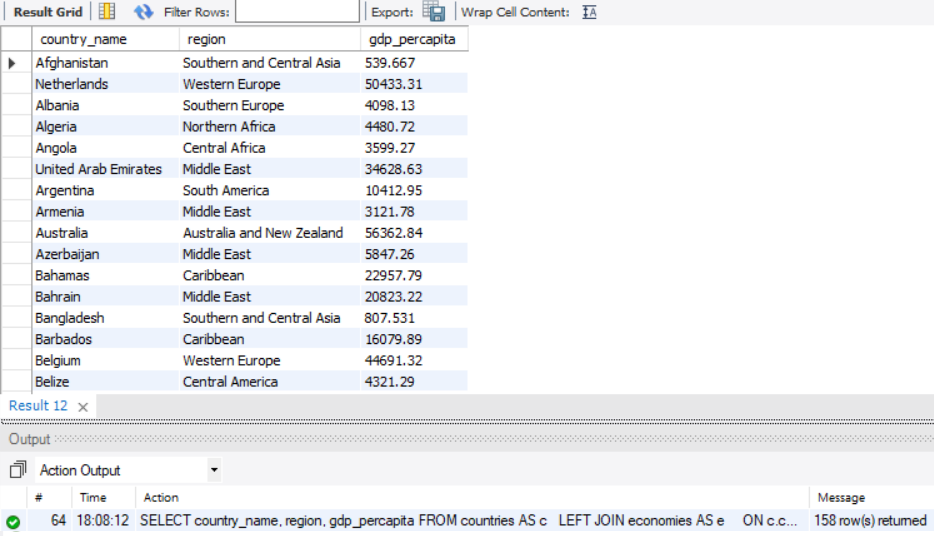 Result Grid Filter Rows: Export: Wrap Cell Content: IA
country_name region gdp_percapita
Afghanistan Southern and Central Asia 539.667
Netherlands Western Europe 50433.31
Albania Southern Europe 4098.13
Algeria Northern Africa 4480.72
Angola Central Africa 3599.27
United Arab Emirates Middle East 34628.63
Argentina South America 10412.95
Armenia Middle East 3121.78
Australia Australia and New Zealand 56362.84
Azerbaijan Middle East 5847.26
Bahamas Caribbean 22957.79
Bahrain Middle East 20823.22
Bangladesh Southern and Central Asia 807.531
Barbados Caribbean 16079.89
Belgium Western Europe 44691.32
Belize Central America 4321.29
Result 12 ×
Output
Action Output
# Time Action Message
64 18:08:12 SELECT country_name, region, gdp_percapita FROM countries AS c LEFT JOIN economies AS e ON c.c... 158 row(s) returned